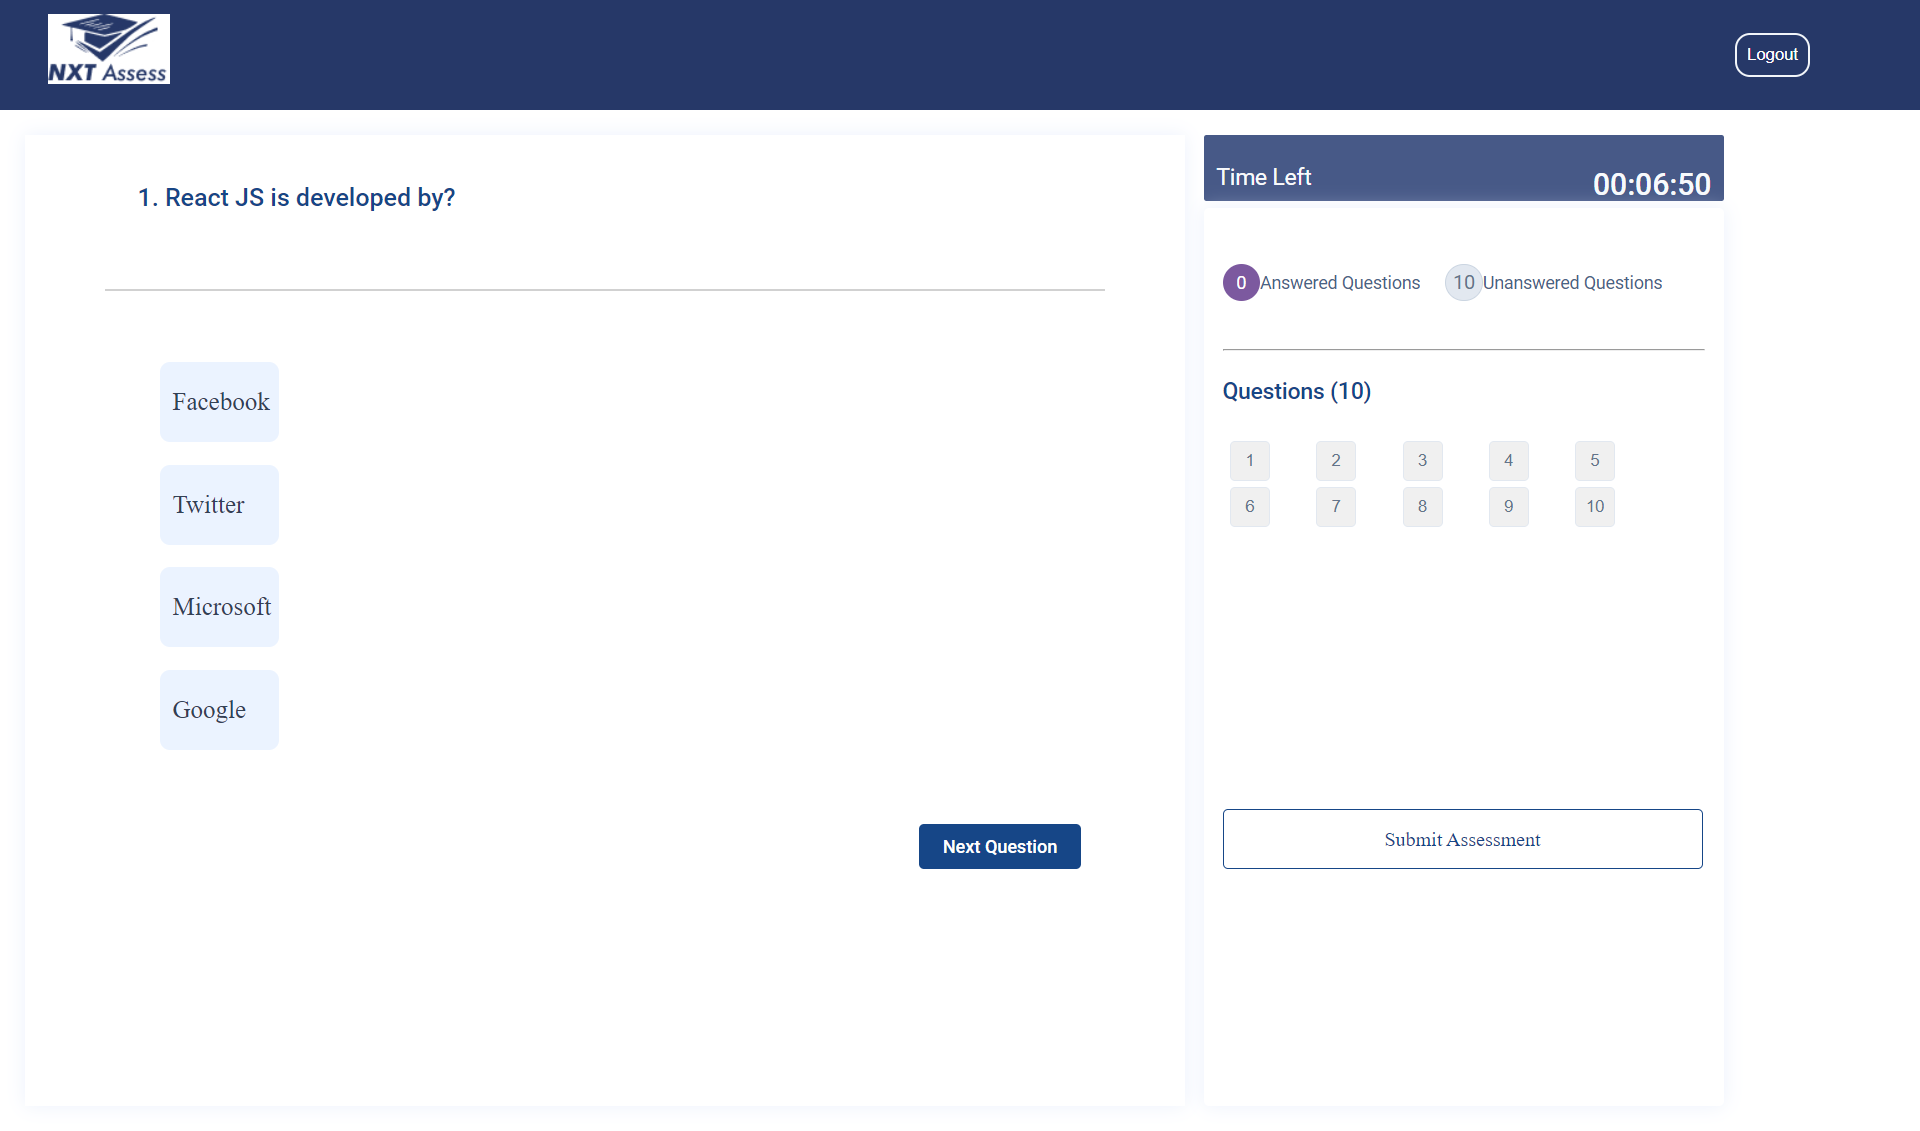 NXT Assess
Logout
1. React JS is developed by?
Facebook
Twitter
Microsoft
Google
Next Question
Time Left
00:06:50
0 Answered Questions 10 Unanswered Questions
Questions (10)
1 2 3 4 5
6 7 8 9 10
Submit Assessment